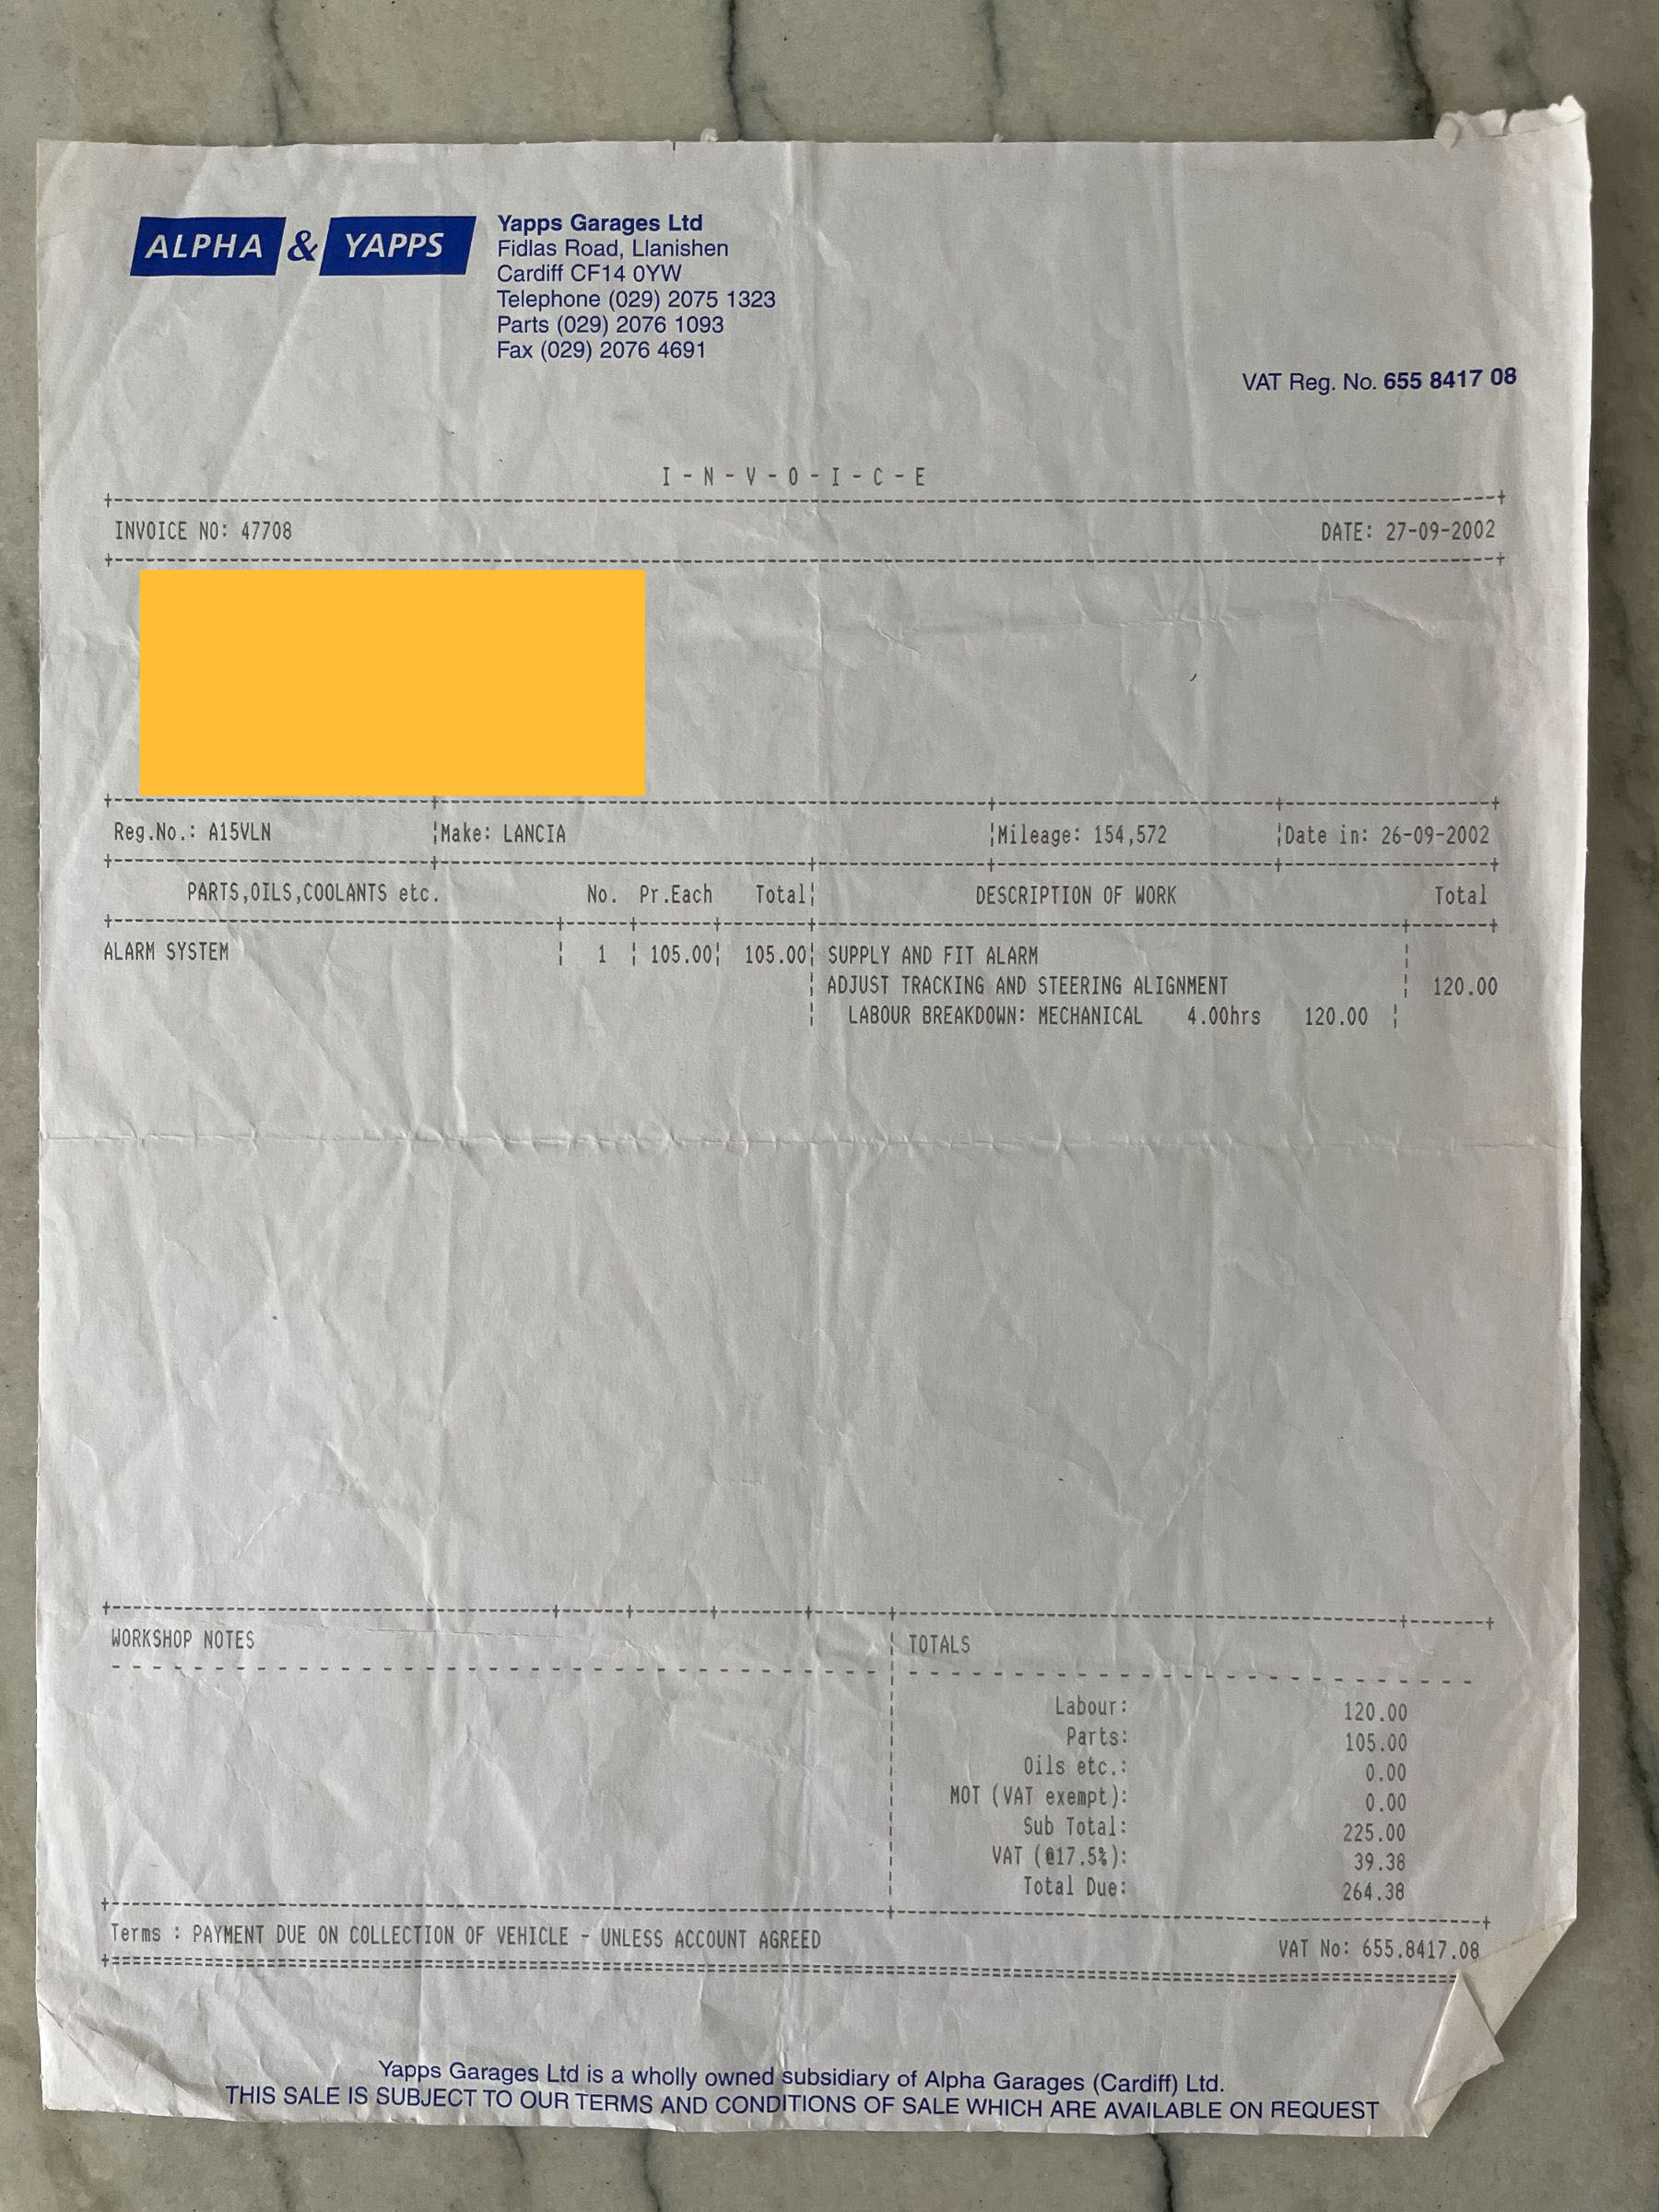 ALPHA & YAPPS
Yapps Garages Ltd
Fidlas Road, Llanishen
Cardiff CF14 0YW
Telephone (029) 2075 1323
Parts (029) 2076 1093
Fax (029) 2076 4691
VAT Reg. No. 655 8417 08
I - N - V - O - I - C - E
INVOICE NO: 47708 DATE: 27-09-2002
Reg.No.: A15VLN Make: LANCIA Mileage: 154,572 Date in: 26-09-2002
PARTS,OILS,COOLANTS etc. No. Pr.Each Total DESCRIPTION OF WORK Total
ALARM SYSTEM 1 105.00 105.00 SUPPLY AND FIT ALARM
ADJUST TRACKING AND STEERING ALIGNMENT 120.00
LABOUR BREAKDOWN: MECHANICAL 4.00hrs 120.00
WORKSHOP NOTES TOTALS
Labour: 120.00
Parts: 105.00
Oils etc.: 0.00
MOT (VAT exempt): 0.00
Sub Total: 225.00
VAT (@17.5%): 39.38
Total Due: 264.38
Terms : PAYMENT DUE ON COLLECTION OF VEHICLE - UNLESS ACCOUNT AGREED VAT No: 655.8417.08
Yapps Garages Ltd is a wholly owned subsidiary of Alpha Garages (Cardiff) Ltd.
THIS SALE IS SUBJECT TO OUR TERMS AND CONDITIONS OF SALE WHICH ARE AVAILABLE ON REQUEST